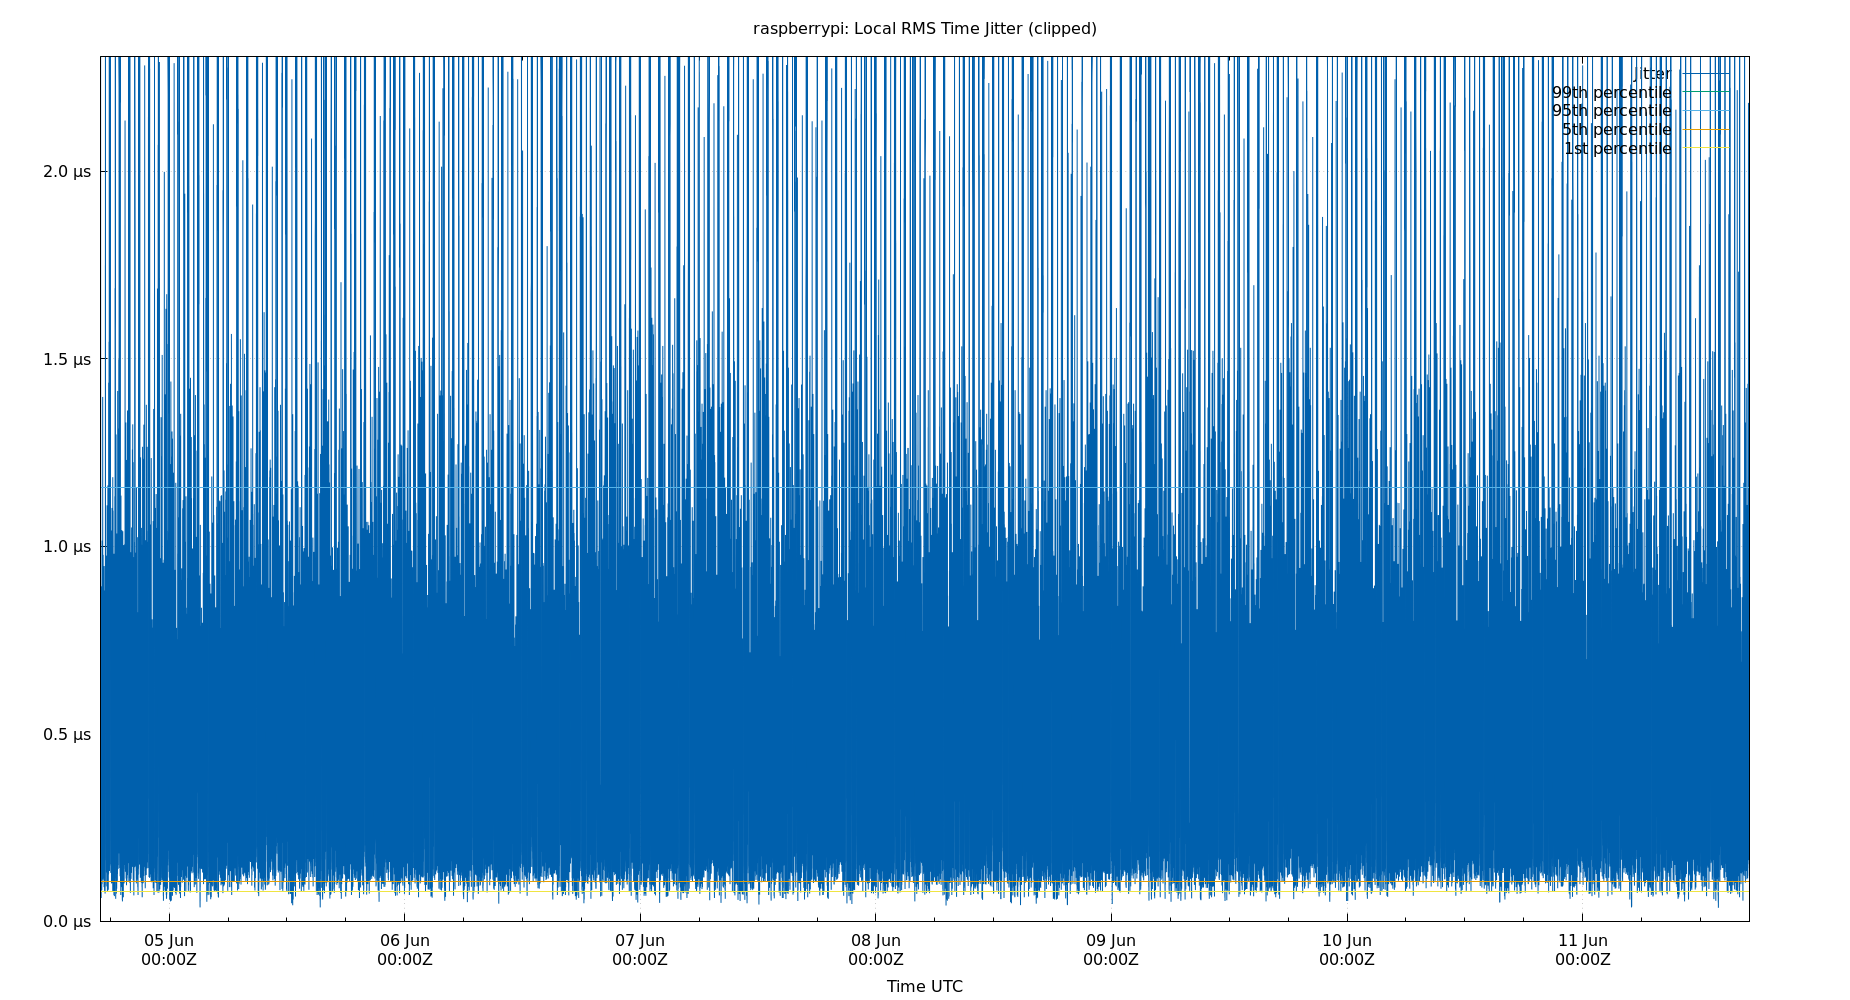 raspberrypi: Local RMS Time Jitter (clipped)
jitter
99th percentile
95th percentile
5th percentile
1st percentile
2.0 µs
1.5 µs
1.0 µs
0.5 µs
0.0 µs
05 Jun 06 Jun 07 Jun 08 Jun 09 Jun 10 Jun 11 Jun
00:00Z 00:00Z 00:00Z 00:00Z 00:00Z 00:00Z 00:00Z
Time UTC